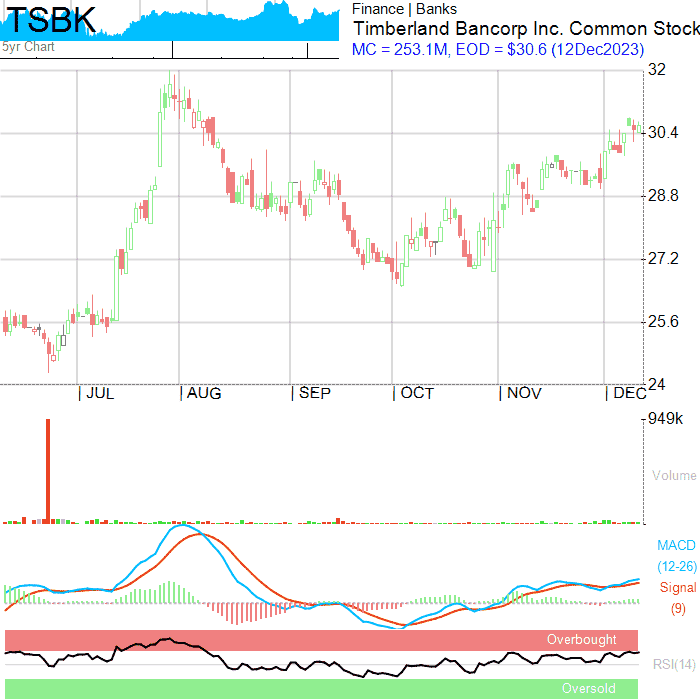 TSBK
5yr Chart
Finance | Banks
Timberland Bancorp Inc. Common Stock
MC = 253.1M, EOD = $30.6 (12Dec2023)
32
30.4
28.8
27.2
25.6
24
JUL AUG SEP OCT NOV DEC
949k
Volume
MACD
(12-26)
Signal
(9)
Overbought
RSI(14)
Oversold